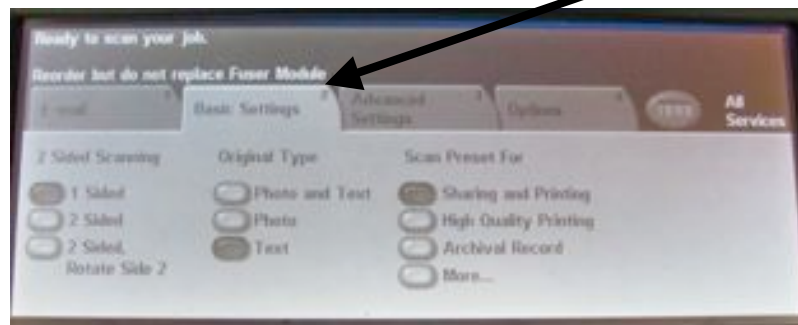 Ready to scan your job.
Reorder but do not replace Fuser Module
E-mail
Basic Settings
Advanced Settings
Options
All Services
2 Sided Scanning
1 Sided
2 Sided
2 Sided, Rotate Side 2
Original Type
Photo and Text
Photo
Text
Scan Preset For
Sharing and Printing
High Quality Printing
Archival Record
More...